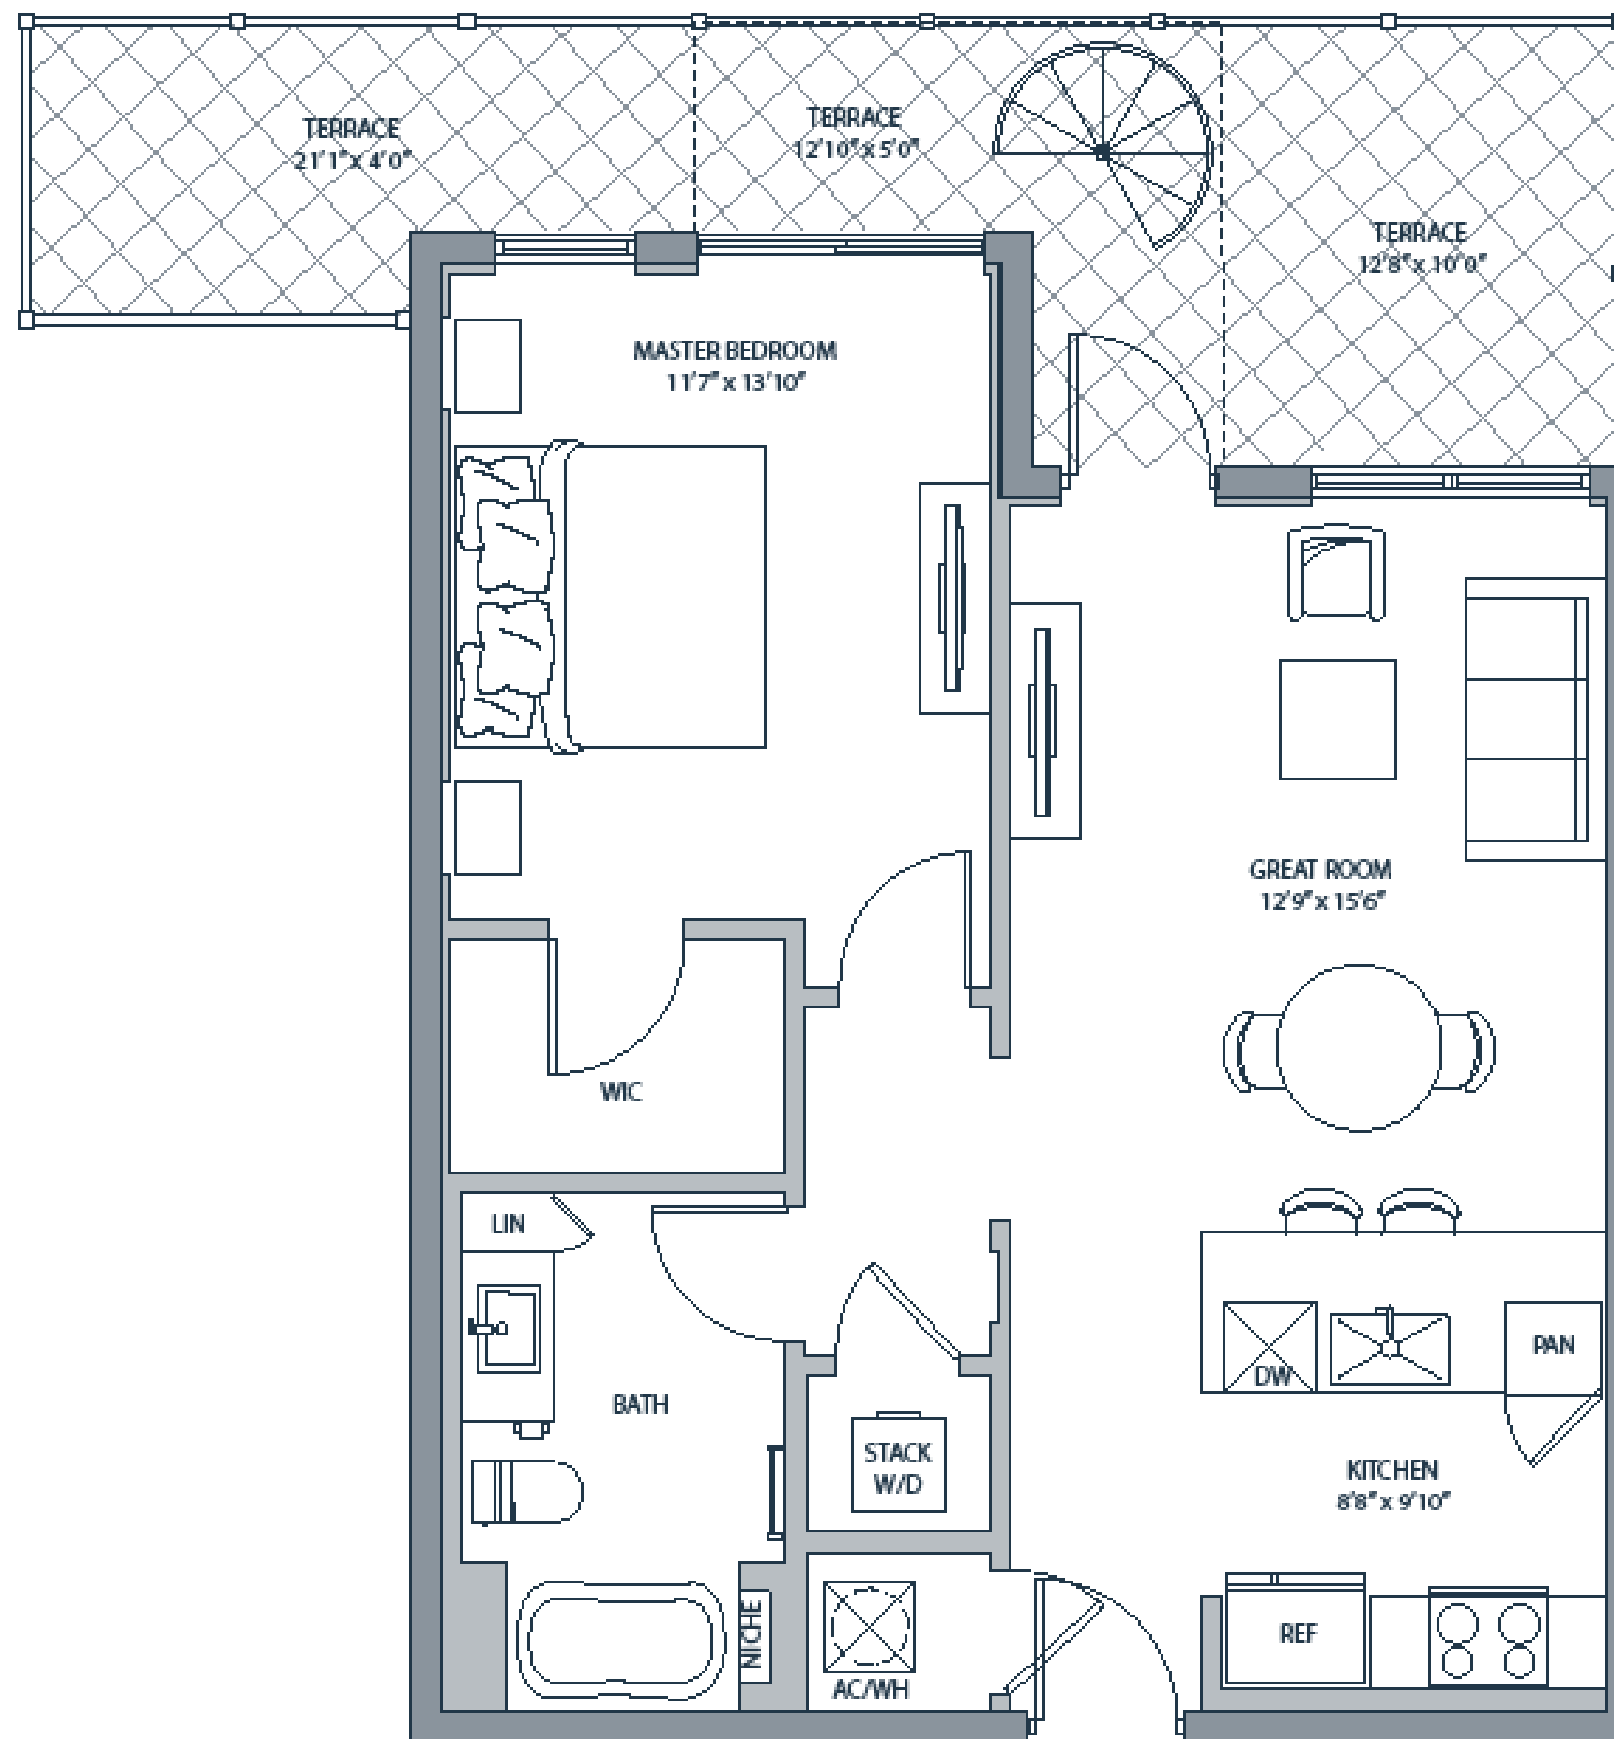 TERRACE
21'1" x 4'0"
TERRACE
12'10" x 5'0"
TERRACE
12'8" x 10'0"
MASTER BEDROOM
11'7" x 13'10"
GREAT ROOM
12'9" x 15'6"
WIC
LIN
BATH
DW
PAN
STACK
W/D
KITCHEN
8'8" x 9'10"
NICHE
REF
AC/WH